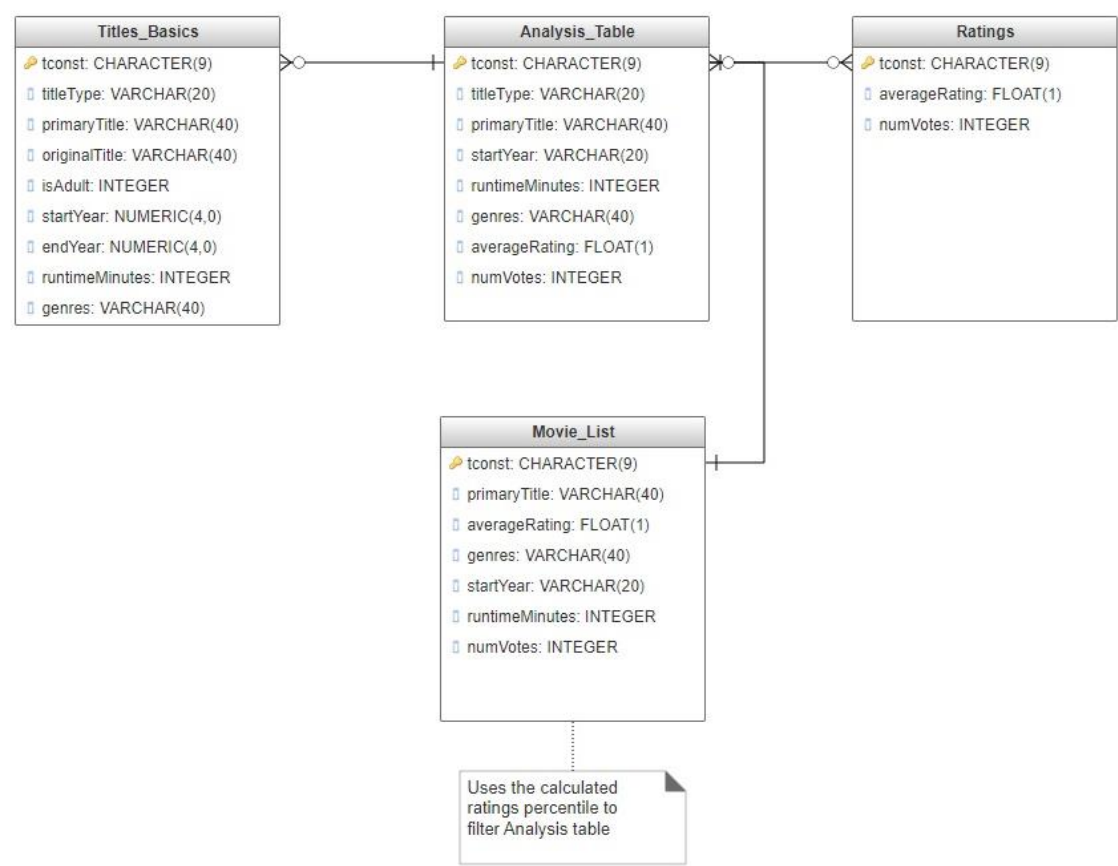 Titles_Basics
tconst: CHARACTER(9)
titleType: VARCHAR(20)
primaryTitle: VARCHAR(40)
originalTitle: VARCHAR(40)
isAdult: INTEGER
startYear: NUMERIC(4,0)
endYear: NUMERIC(4,0)
runtimeMinutes: INTEGER
genres: VARCHAR(40)
Analysis_Table
tconst: CHARACTER(9)
titleType: VARCHAR(20)
primaryTitle: VARCHAR(40)
startYear: VARCHAR(20)
runtimeMinutes: INTEGER
genres: VARCHAR(40)
averageRating: FLOAT(1)
numVotes: INTEGER
Ratings
tconst: CHARACTER(9)
averageRating: FLOAT(1)
numVotes: INTEGER
Movie_List
tconst: CHARACTER(9)
primaryTitle: VARCHAR(40)
averageRating: FLOAT(1)
genres: VARCHAR(40)
startYear: VARCHAR(20)
runtimeMinutes: INTEGER
numVotes: INTEGER
Uses the calculated
ratings percentile to
filter Analysis table